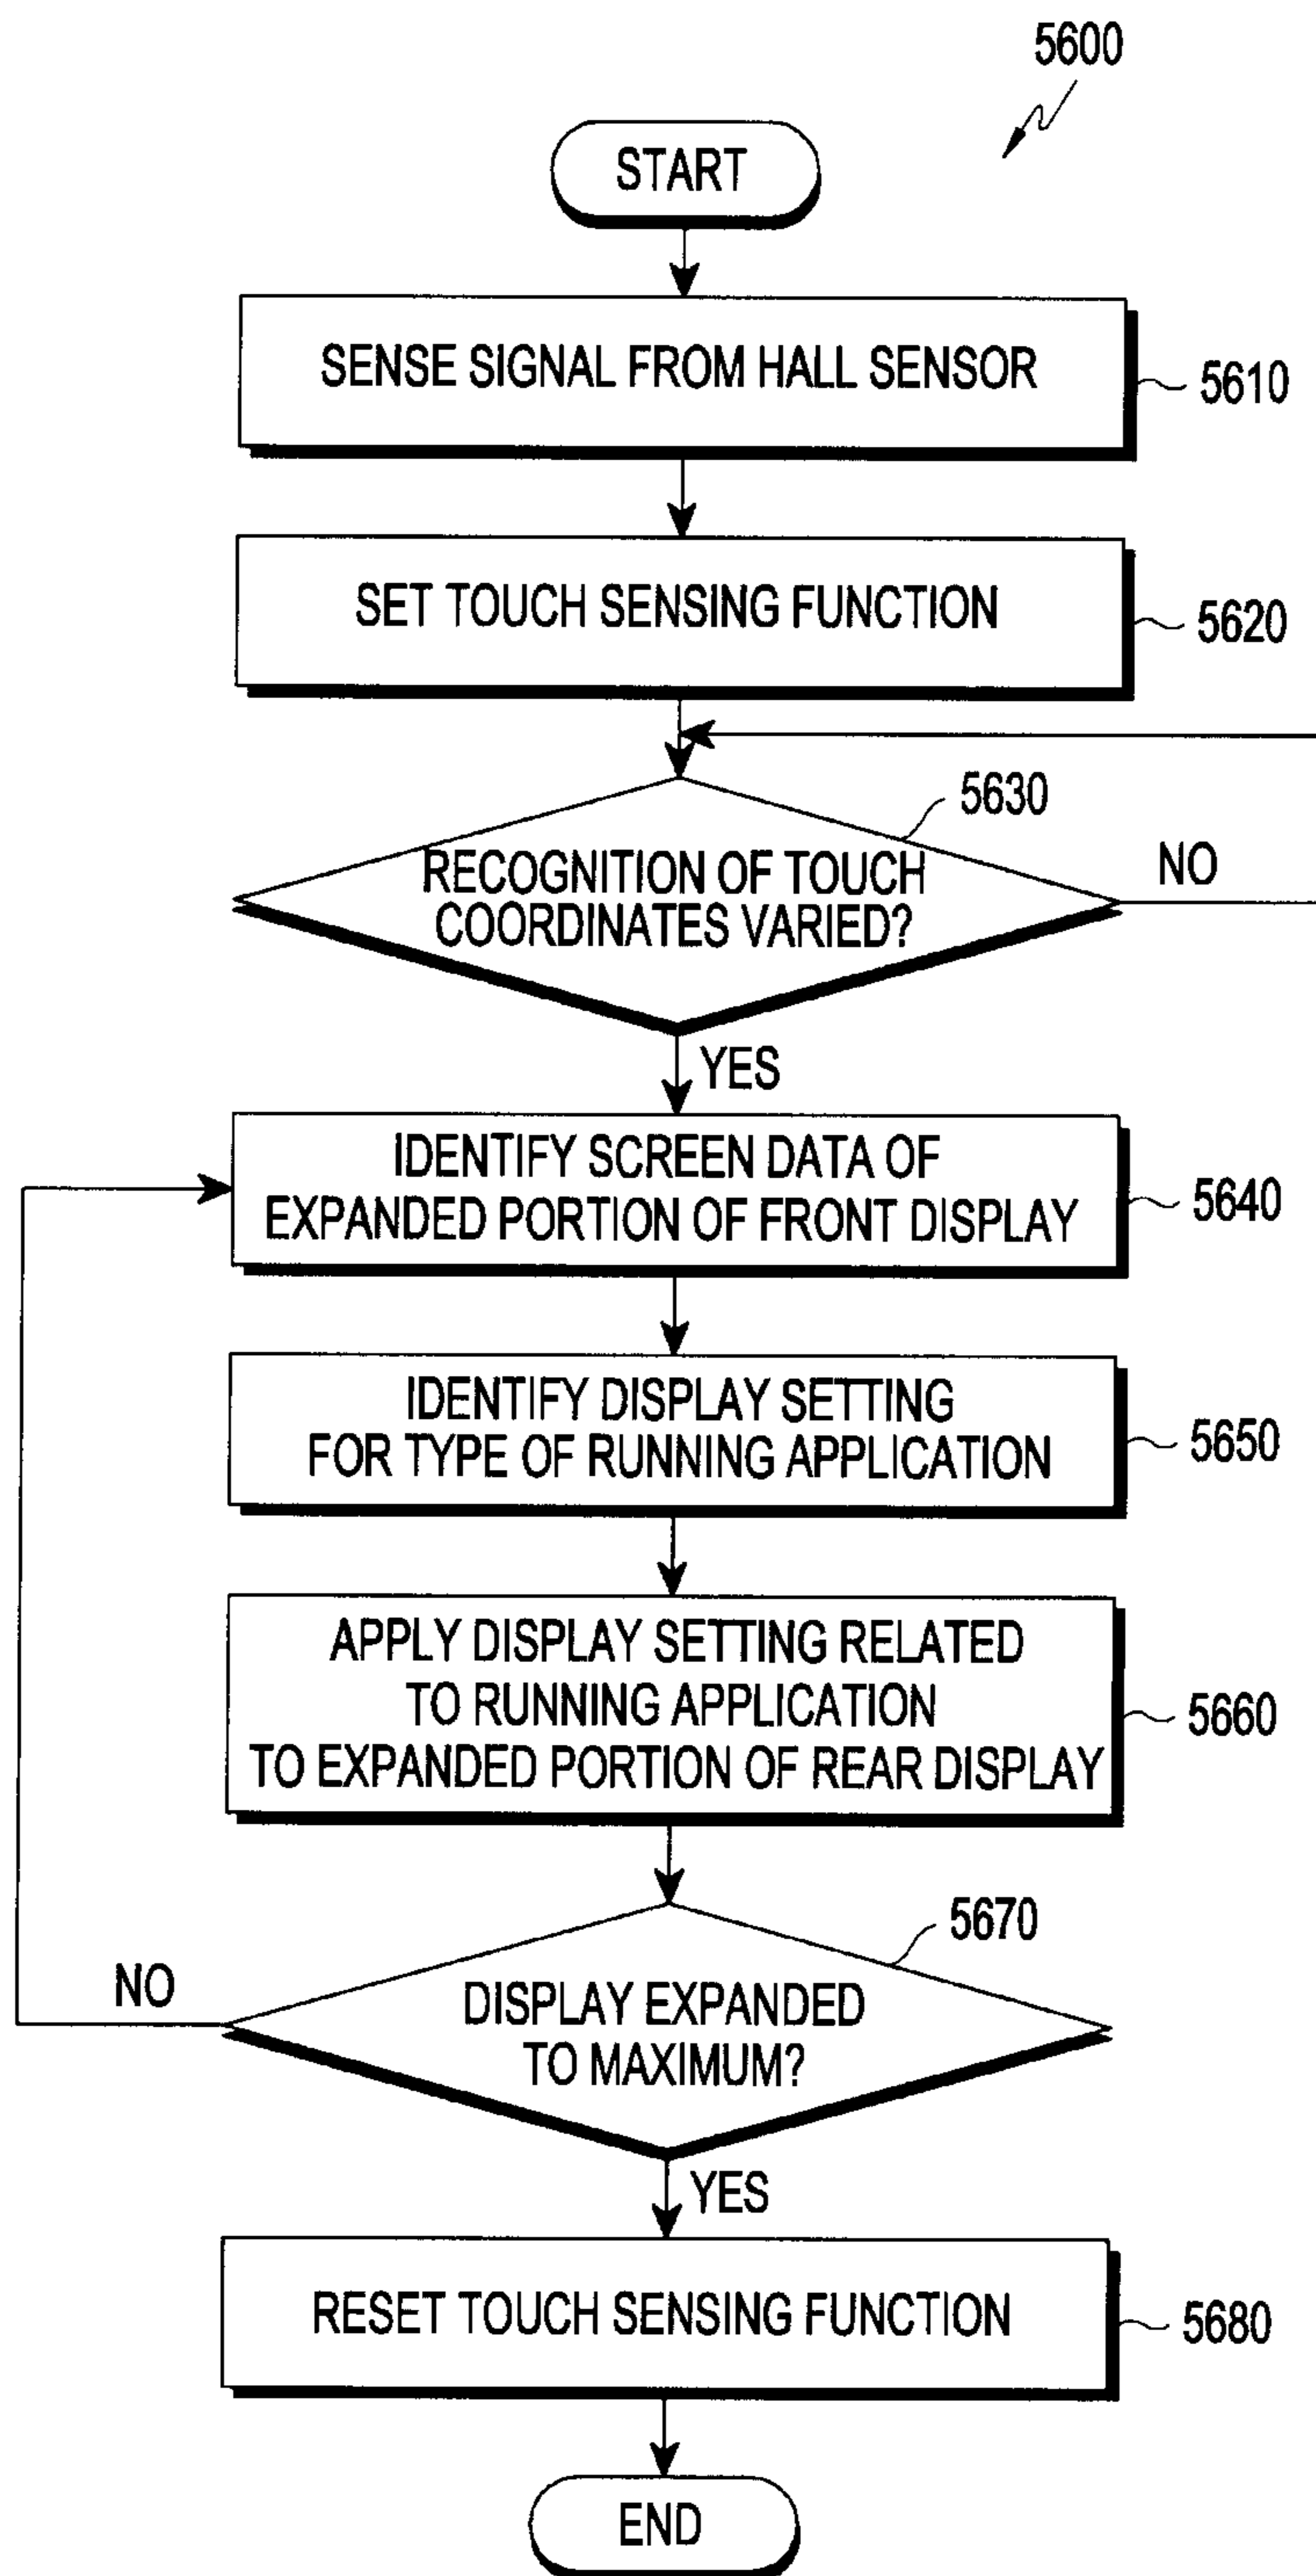 5600
START
SENSE SIGNAL FROM HALL SENSOR
5610
SET TOUCH SENSING FUNCTION
5620
5630
RECOGNITION OF TOUCH
COORDINATES VARIED?
NO
YES
IDENTIFY SCREEN DATA OF
EXPANDED PORTION OF FRONT DISPLAY
5640
IDENTIFY DISPLAY SETTING
FOR TYPE OF RUNNING APPLICATION
5650
APPLY DISPLAY SETTING RELATED
TO RUNNING APPLICATION
TO EXPANDED PORTION OF REAR DISPLAY
5660
5670
NO
DISPLAY EXPANDED
TO MAXIMUM?
YES
RESET TOUCH SENSING FUNCTION
5680
END